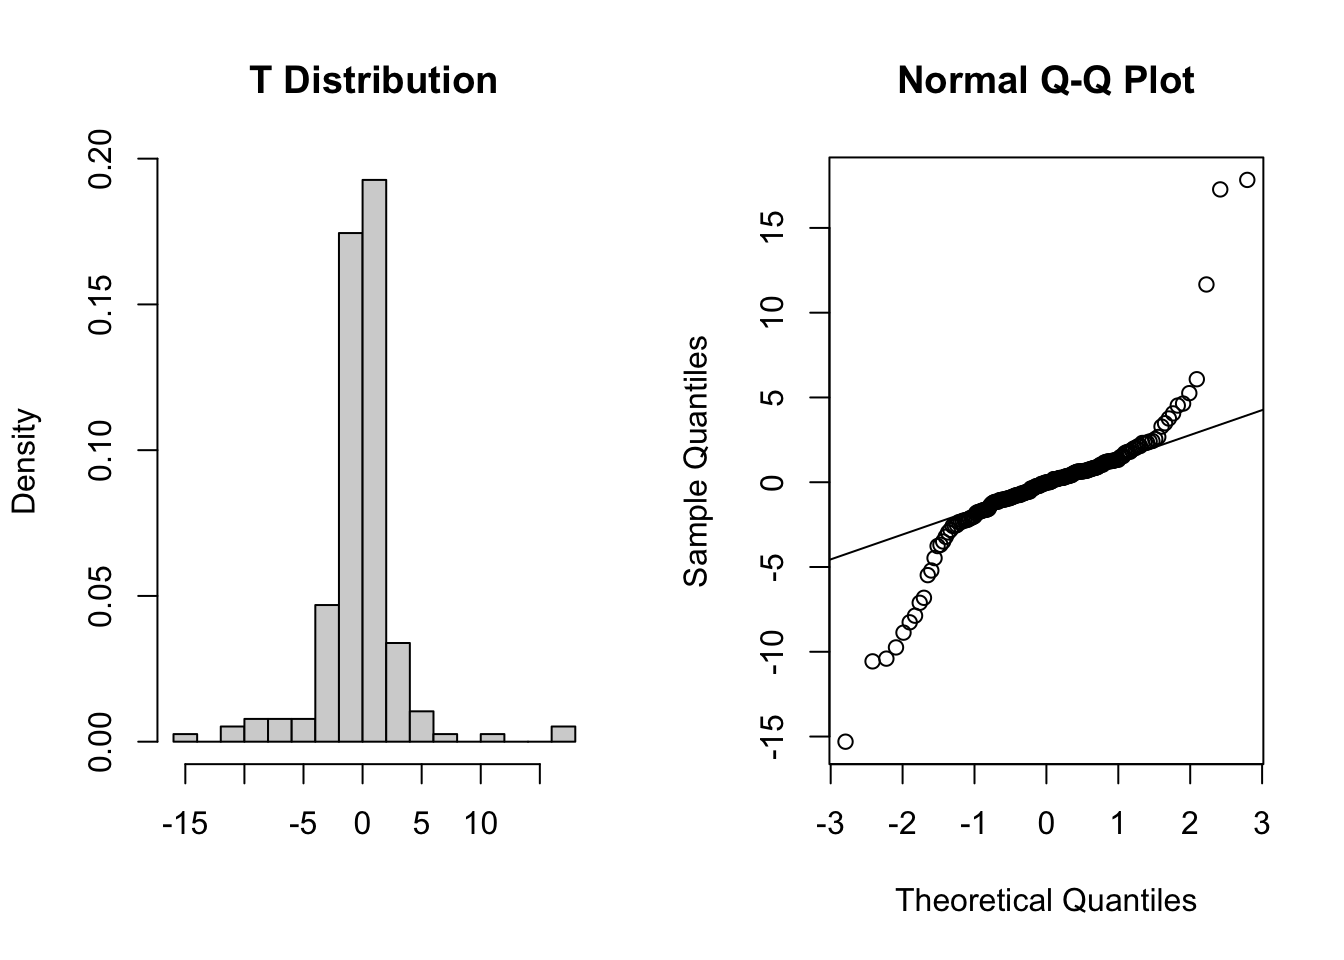 T Distribution
Density
0.20
0.15
0.10
0.05
0.00
-15 -5 0 5 10
Normal Q-Q Plot
Sample Quantiles
15
10
5
0
-5
-10
-15
-3 -2 -1 0 1 2 3
Theoretical Quantiles